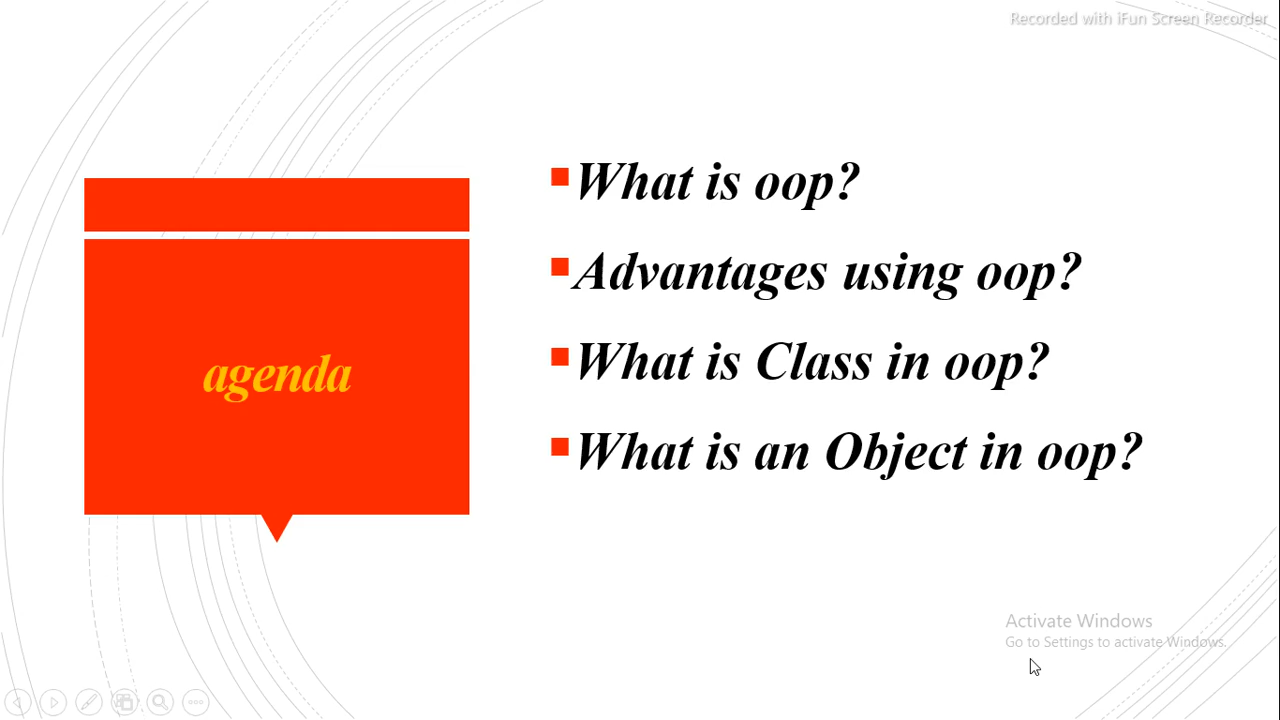 Recorded with iFun Screen Recorder
What is oop?
Advantages using oop?
agenda
What is Class in oop?
What is an Object in oop?
Activate Windows
Go to Settings to activate Windows.